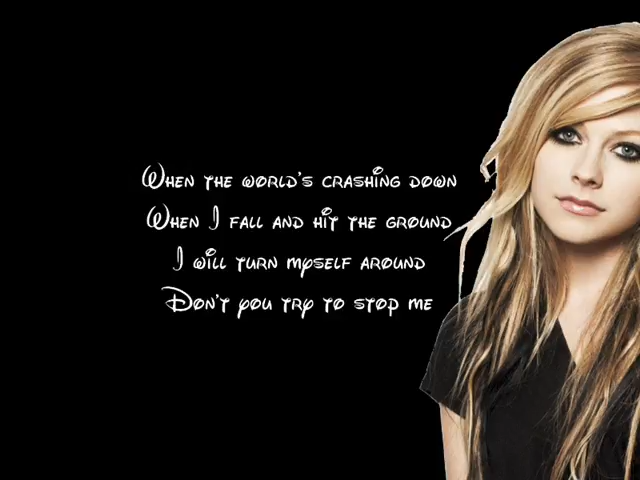 When the world's crashing down
When I fall and hit the ground
I will turn myself around
Don't you try to stop me